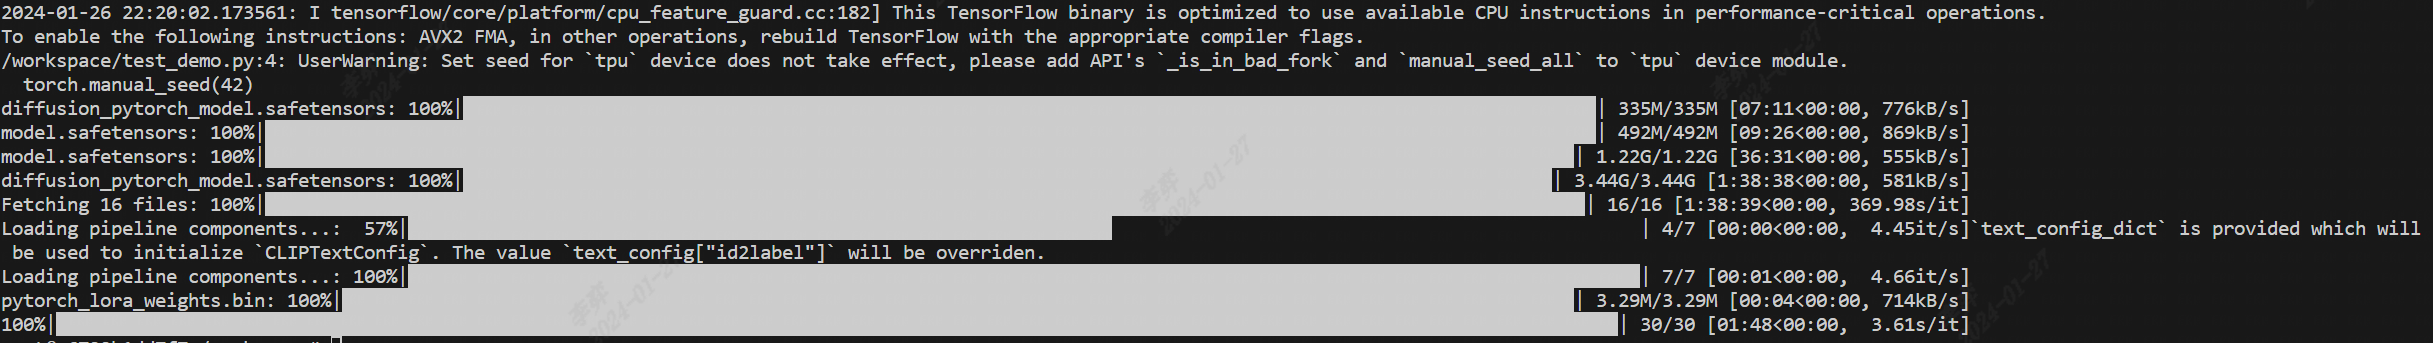 2024-01-26 22:20:02.173561: I tensorflow/core/platform/cpu_feature_guard.cc:182] This TensorFlow binary is optimized to use available CPU instructions in performance-critical operations.
To enable the following instructions: AVX2 FMA, in other operations, rebuild TensorFlow with the appropriate compiler flags.
/workspace/test_demo.py:4: UserWarning: Set seed for `tpu` device does not take effect, please add API's `_is_in_bad_fork` and `manual_seed_all` to `tpu` device module.
  torch.manual_seed(42)
diffusion_pytorch_model.safetensors: 100%| | 335M/335M [07:11<00:00, 776kB/s]
model.safetensors: 100%| | 492M/492M [09:26<00:00, 869kB/s]
model.safetensors: 100%| | 1.22G/1.22G [36:31<00:00, 555kB/s]
diffusion_pytorch_model.safetensors: 100%| | 3.44G/3.44G [1:38:38<00:00, 581kB/s]
Fetching 16 files: 100%| | 16/16 [1:38:39<00:00, 369.98s/it]
Loading pipeline components...:  57%| | 4/7 [00:00<00:00,  4.45it/s]`text_config_dict` is provided which will
 be used to initialize `CLIPTextConfig`. The value `text_config["id2label"]` will be overriden.
Loading pipeline components...: 100%| | 7/7 [00:01<00:00,  4.66it/s]
pytorch_lora_weights.bin: 100%| | 3.29M/3.29M [00:04<00:00, 714kB/s]
100%| | 30/30 [01:48<00:00,  3.61s/it]
李弈
2024-01-27